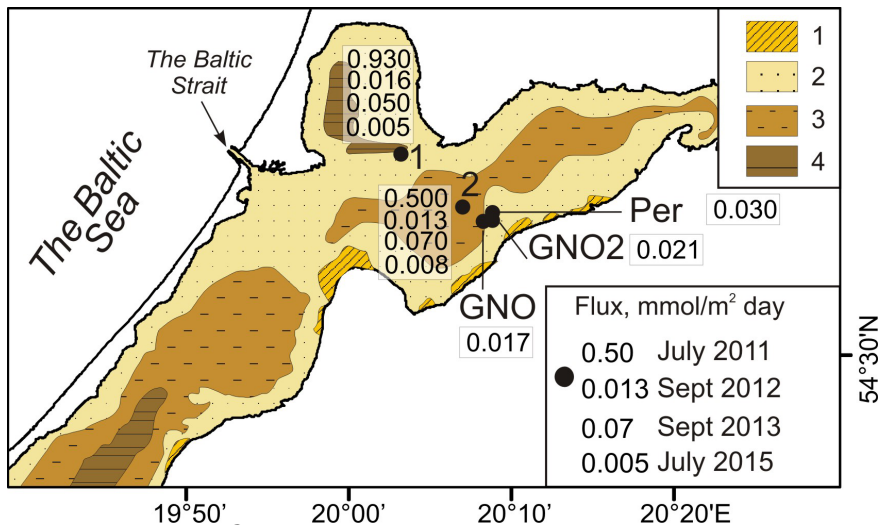 The Baltic
Strait
The Baltic
Sea
0.930
0.016
0.050
0.005
1
0.500
0.013
0.070
0.008
2
Per 0.030
GNO2 0.021
GNO
0.017
1
2
3
4
Flux, mmol/m² day
0.50 July 2011
0.013 Sept 2012
0.07 Sept 2013
0.005 July 2015
54°30'N
19°50' 20°00' 20°10' 20°20'E